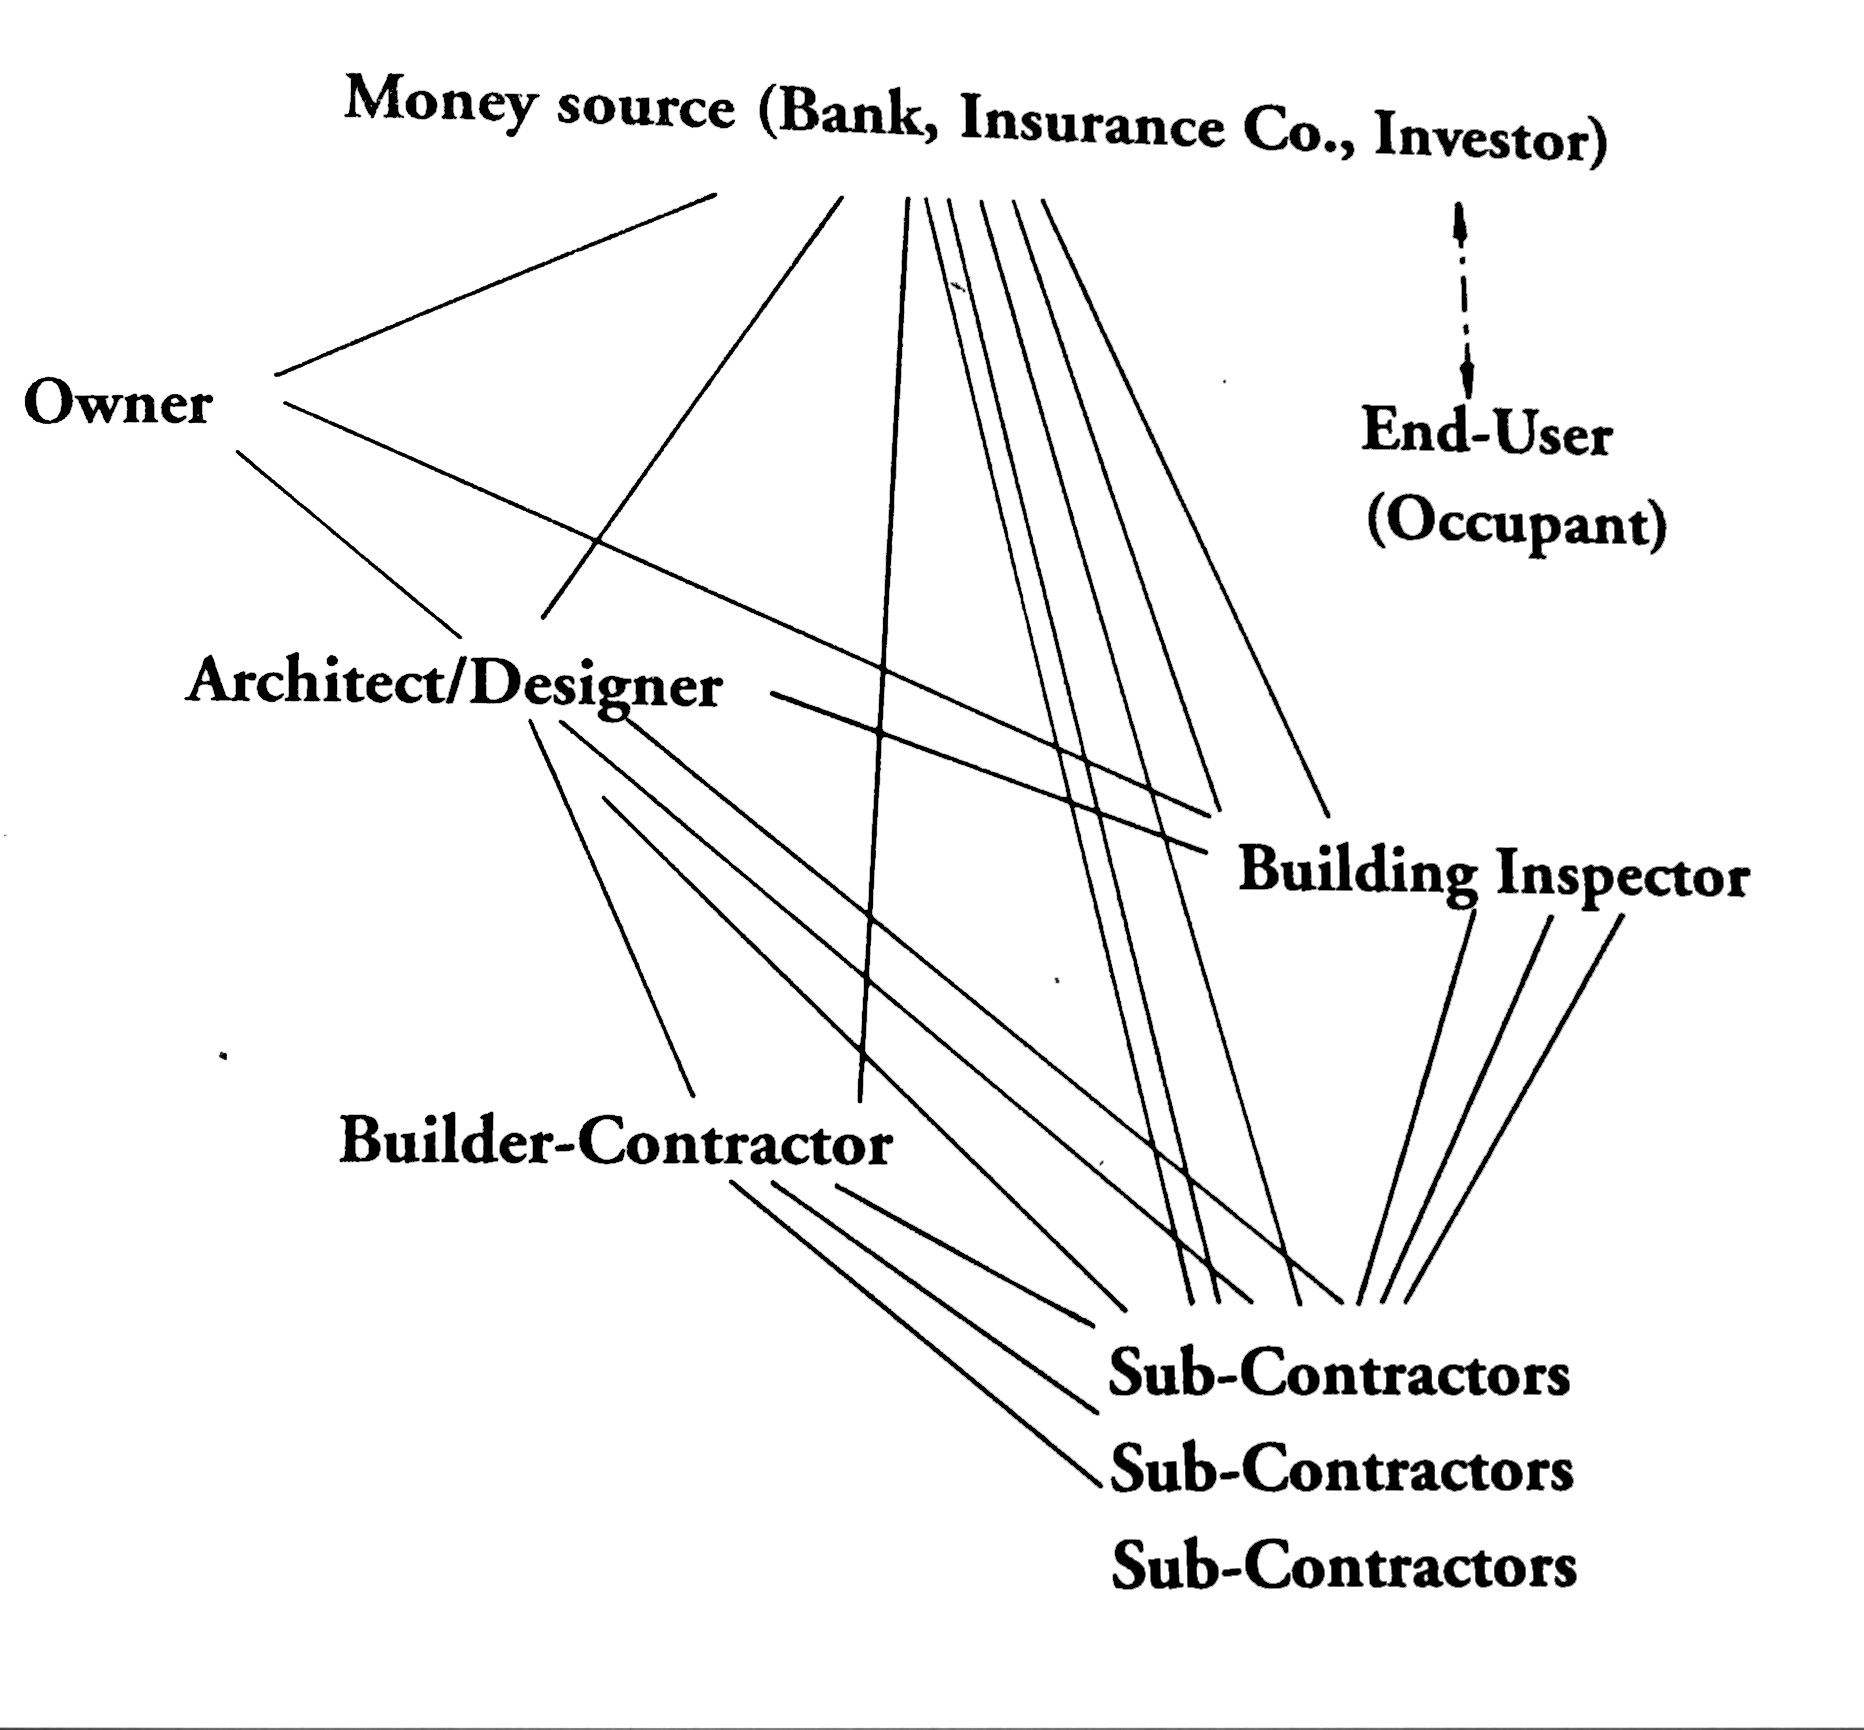 Money source (Bank, Insurance Co., Investor)
Owner
End-User
(Occupant)
Architect/Designer
Building Inspector
Builder-Contractor
Sub-Contractors
Sub-Contractors
Sub-Contractors